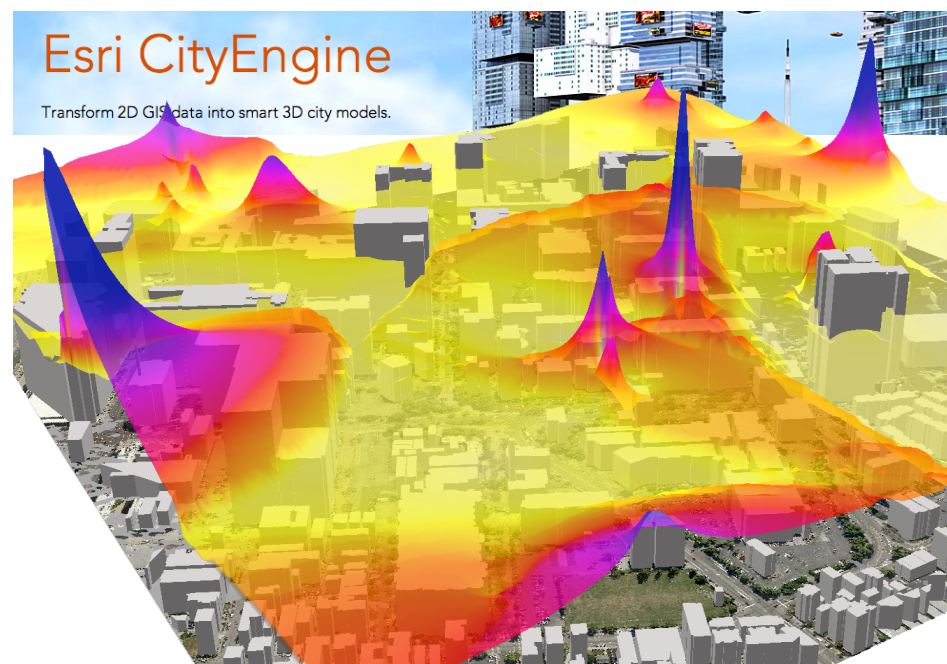 Esri CityEngine
Transform 2D GIS data into smart 3D city models.